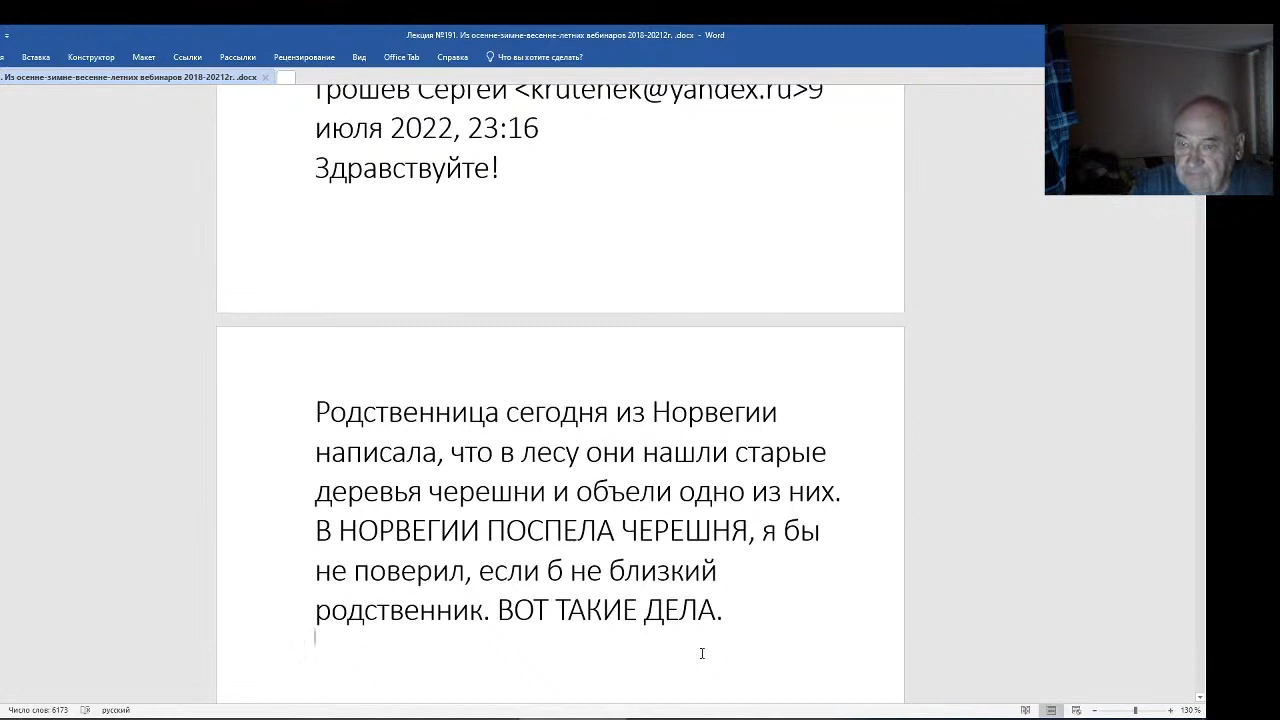 Лекция №191. Из осенне-зимне-весенне-летних вебинаров 2018-20212г. .docx - Word
Вставка Конструктор Макет Ссылки Рассылки Рецензирование Вид Office Tab Справка Что вы хотите сделать?
. Из осенне-зимне-весенне-летних вебинаров 2018-20212г. .docx
Грошев Сергей <krutenek@yandex.ru>9
июля 2022, 23:16
Здравствуйте!
Родственница сегодня из Норвегии
написала, что в лесу они нашли старые
деревья черешни и объели одно из них.
В НОРВЕГИИ ПОСПЕЛА ЧЕРЕШНЯ, я бы
не поверил, если б не близкий
родственник. ВОТ ТАКИЕ ДЕЛА.
Число слов: 6173 русский 130 %